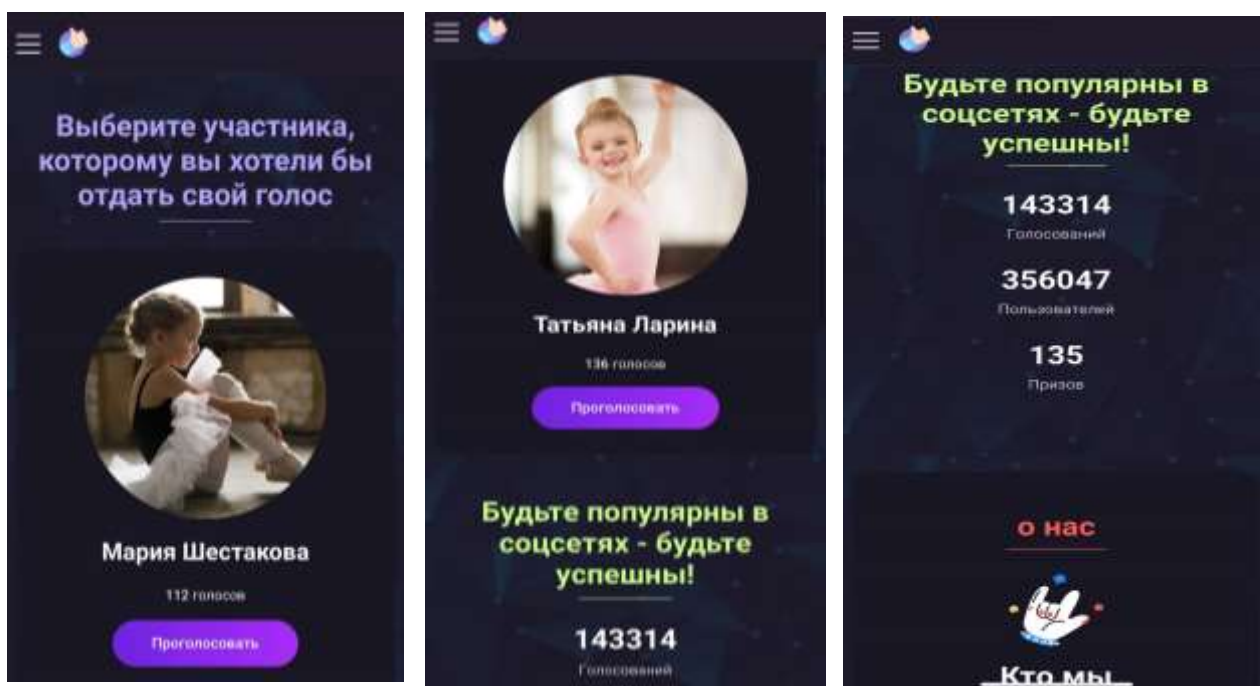 Выберите участника,
которому вы хотели бы
отдать свой голос
Мария Шестакова
112 голосов
Проголосовать
Татьяна Ларина
136 голосов
Проголосовать
Будьте популярны в
соцсетях - будьте
успешны!
143314
Голосований
Будьте популярны в
соцсетях - будьте
успешны!
143314
Голосований
356047
Пользователей
135
Призов
о нас
Кто мы